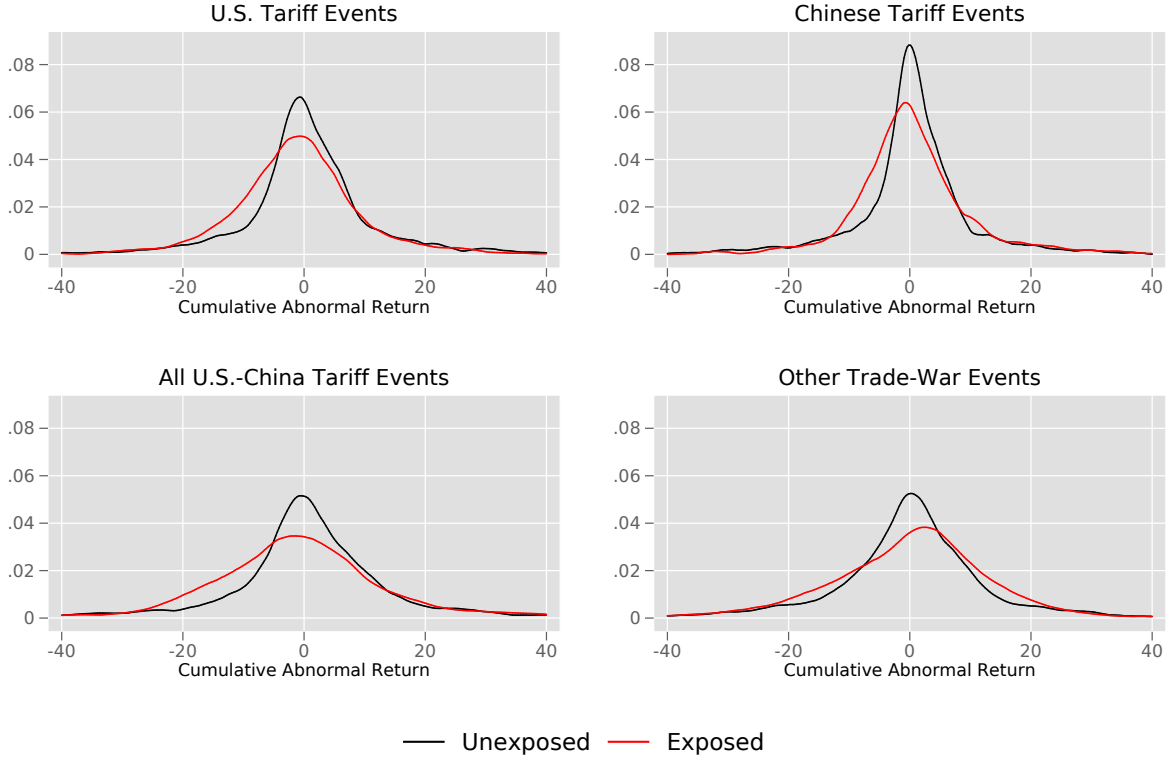 U.S. Tariff Events
.08
.06
.04
.02
0
-40 -20 0 20 40
Cumulative Abnormal Return
Chinese Tariff Events
.08
.06
.04
.02
0
-40 -20 0 20 40
Cumulative Abnormal Return
All U.S.-China Tariff Events
.08
.06
.04
.02
0
-40 -20 0 20 40
Cumulative Abnormal Return
Other Trade-War Events
.08
.06
.04
.02
0
-40 -20 0 20 40
Cumulative Abnormal Return
Unexposed Exposed